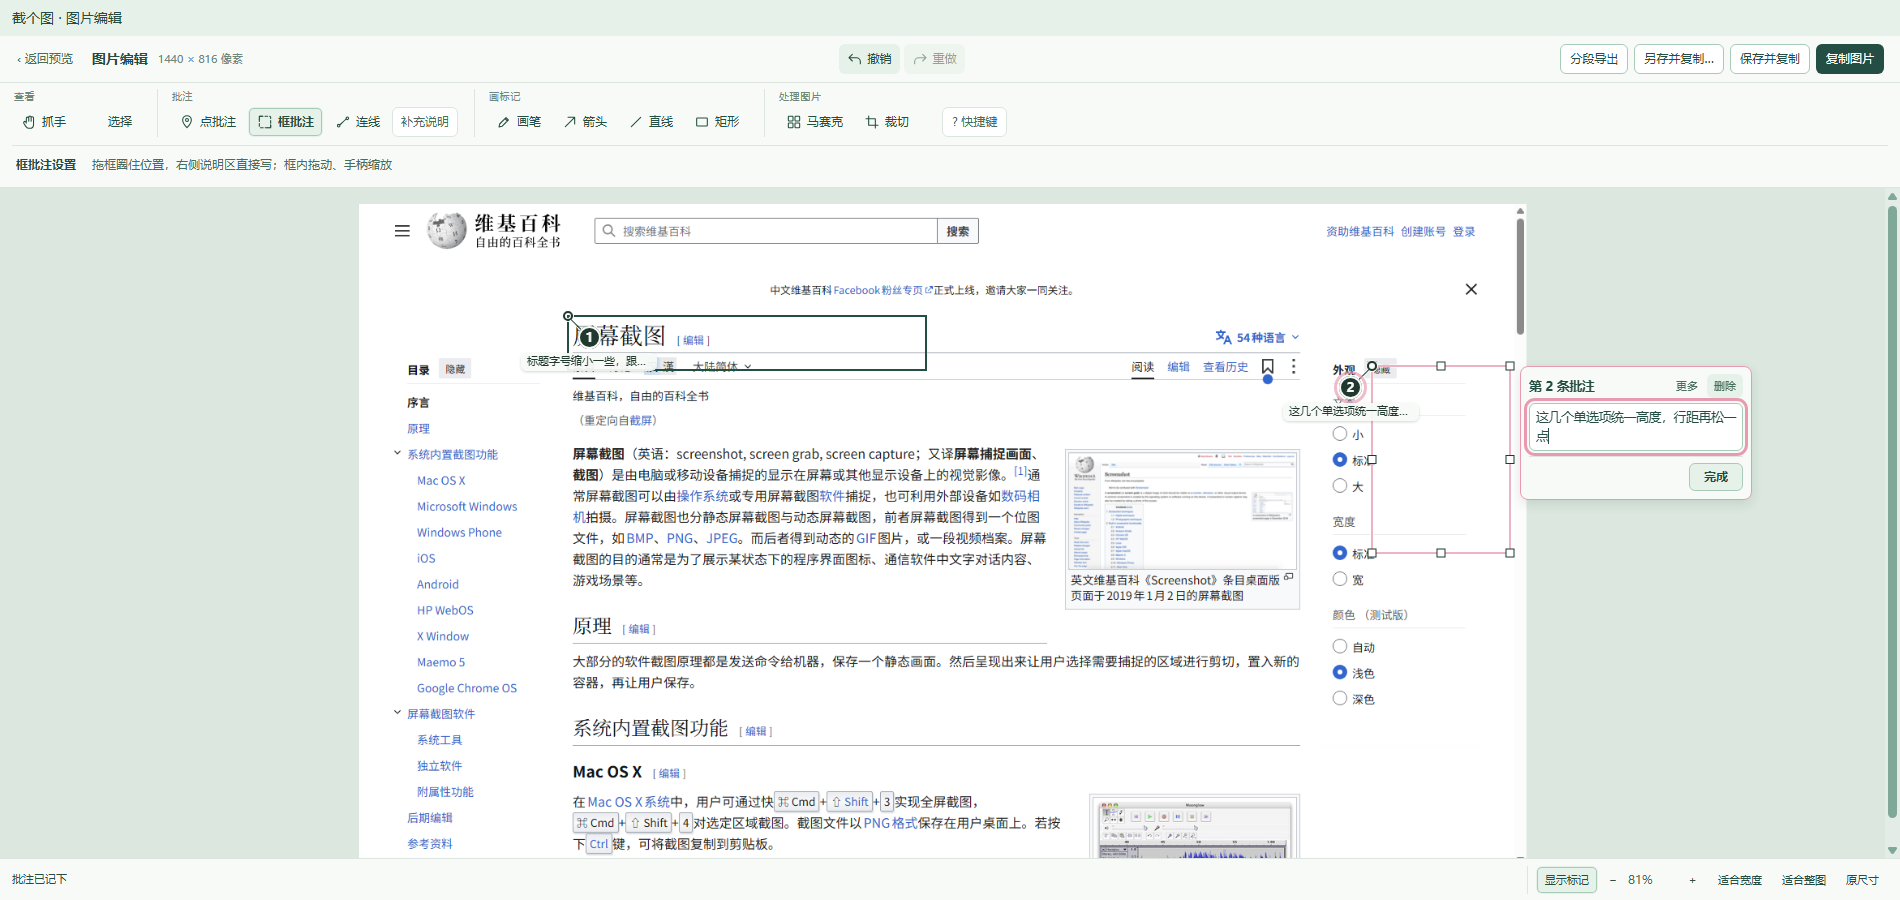 截个图 · 图片编辑
‹ 返回预览 图片编辑 1440 × 816 像素 撤销 重做 分段导出 另存并复制... 保存并复制 复制图片
查看 批注 画标记 处理图片
抓手 选择 点批注 框批注 连线 补充说明 画笔 箭头 直线 矩形 马赛克 裁切 ? 快捷键
框批注设置 拖框圈住位置，右侧说明区直接写；框内拖动、手柄缩放
维基百科
自由的百科全书
搜索维基百科 搜索
资助维基百科 创建账号 登录
中文维基百科Facebook粉丝专页正式上线，邀请大家一同关注。
幕截图 [ 编辑 ]
1
54种语言
标题字号缩小一些，跟...
漢 大陆简体
阅读 编辑 查看历史
目录 隐藏
序言
原理
系统内置截图功能
Mac OS X
Microsoft Windows
Windows Phone
iOS
Android
HP WebOS
X Window
Maemo 5
Google Chrome OS
屏幕截图软件
系统工具
独立软件
附属性功能
后期编辑
参考资料
维基百科，自由的百科全书
（重定向自截屏）
屏幕截图（英语：screenshot, screen grab, screen capture；又译屏幕捕捉画面、
截图）是由电脑或移动设备捕捉的显示在屏幕或其他显示设备上的视觉影像。[1]通
常屏幕截图可以由操作系统或专用屏幕截图软件捕捉，也可利用外部设备如数码相
机拍摄。屏幕截图也分静态屏幕截图与动态屏幕截图，前者屏幕截图得到一个位图
文件，如BMP、PNG、JPEG。而后者得到动态的GIF图片，或一段视频档案。屏幕
截图的目的通常是为了展示某状态下的程序界面图标、通信软件中文字对话内容、
游戏场景等。
Screenshot
英文维基百科《Screenshot》条目桌面版
页面于2019年1月2日的屏幕截图
原理 [ 编辑 ]
大部分的软件截图原理都是发送命令给机器，保存一个静态画面。然后呈现出来让用户选择需要捕捉的区域进行剪切，置入新的
容器，再让用户保存。
系统内置截图功能 [ 编辑 ]
Mac OS X [ 编辑 ]
在Mac OS X系统中，用户可通过快⌘ Cmd+⇧ Shift+3实现全屏截图，
⌘ Cmd+⇧ Shift+4对选定区域截图。截图文件以PNG格式保存在用户桌面上。若按
下Ctrl键，可将截图复制到剪贴板。
外观
2
这几个单选项统一高度...
小
标准
大
宽度
标准
宽
颜色 （测试版）
自动
浅色
深色
第 2 条批注 更多 删除
这几个单选项统一高度，行距再松一
点
完成
批注已记下
显示标记 − 81% + 适合宽度 适合整图 原尺寸